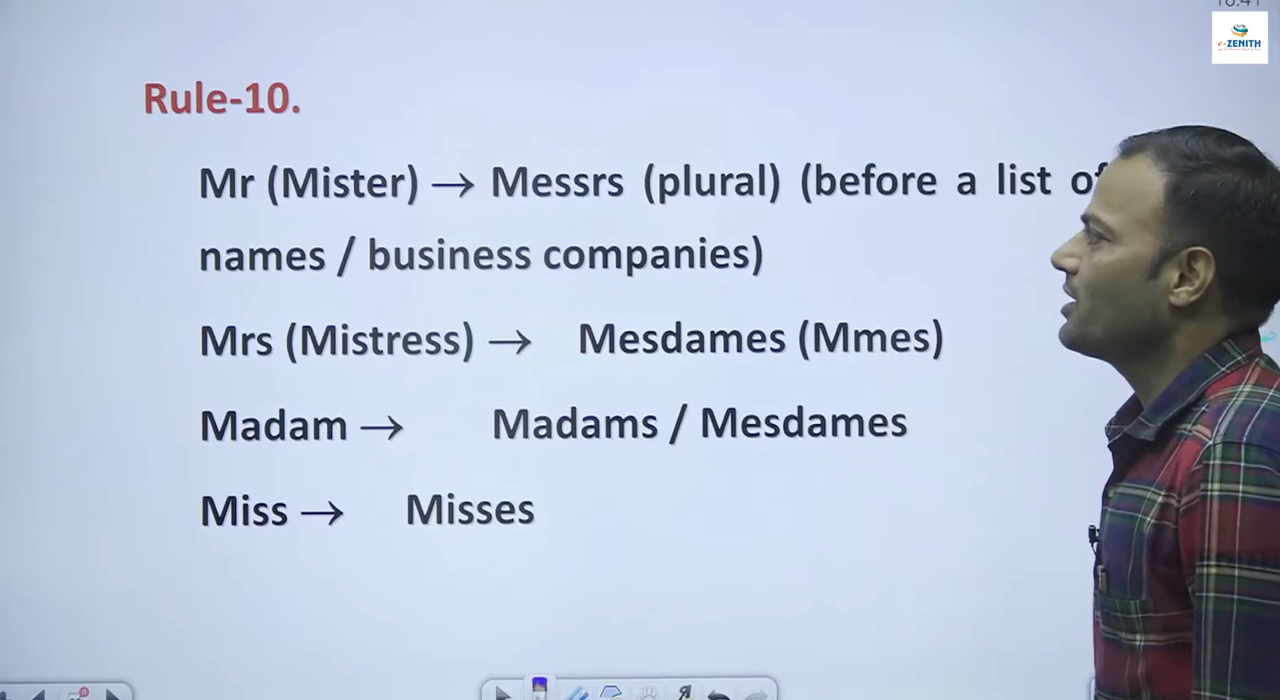 e-ZENITH
Rule-10.
Mr (Mister) → Messrs (plural) (before a list of
names / business companies)
Mrs (Mistress) → Mesdames (Mmes)
Madam → Madams / Mesdames
Miss → Misses